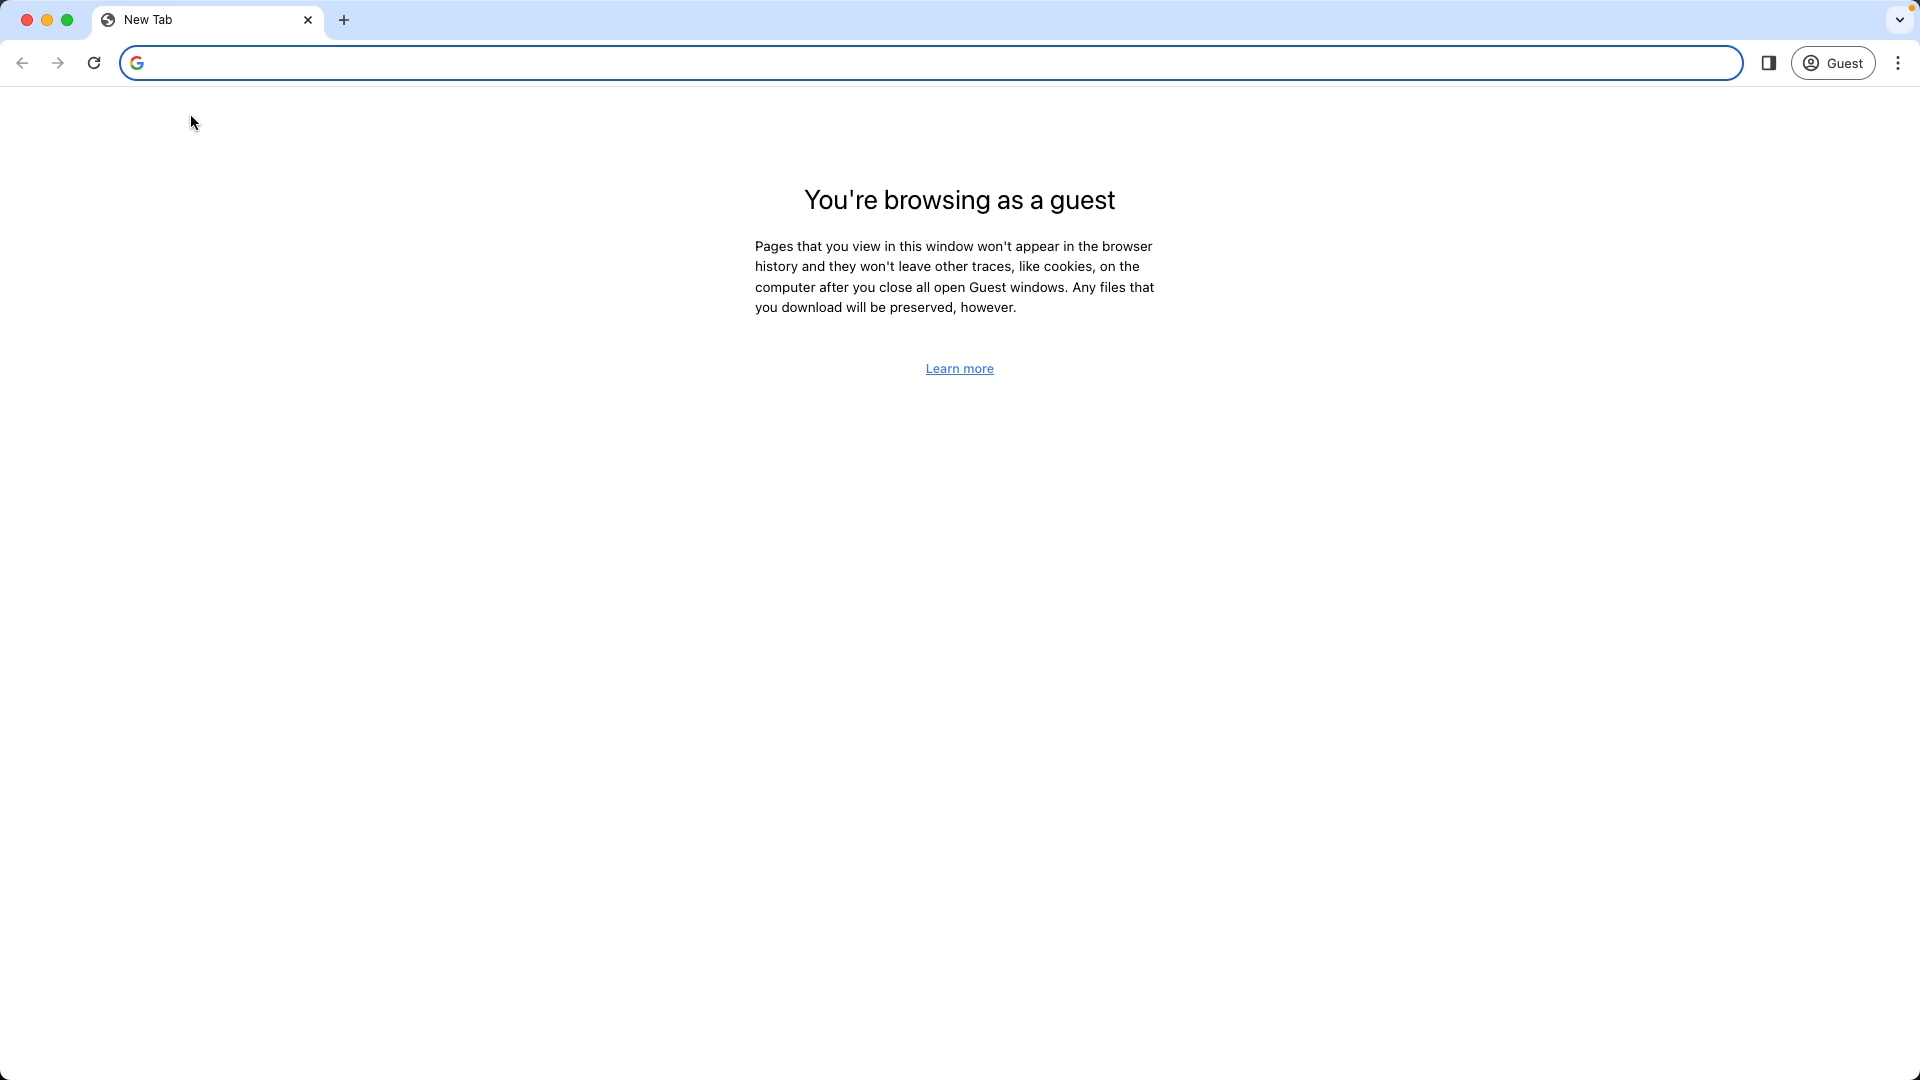 New Tab
Guest
You're browsing as a guest
Pages that you view in this window won't appear in the browser
history and they won't leave other traces, like cookies, on the
computer after you close all open Guest windows. Any files that
you download will be preserved, however.
Learn more